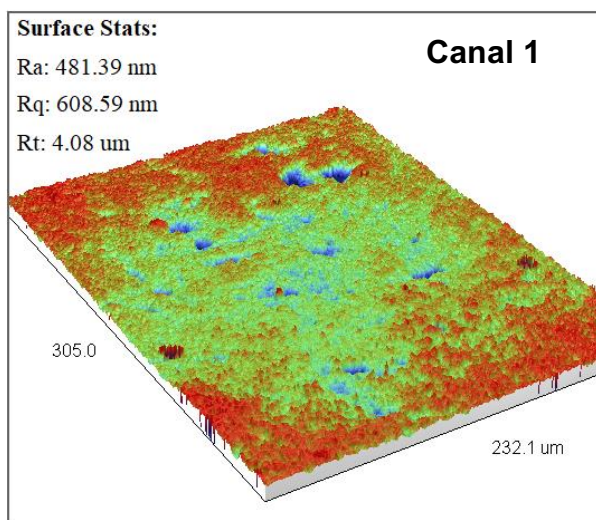 Surface Stats:
Ra: 481.39 nm
Rq: 608.59 nm
Rt: 4.08 um
Canal 1
305.0
232.1 um